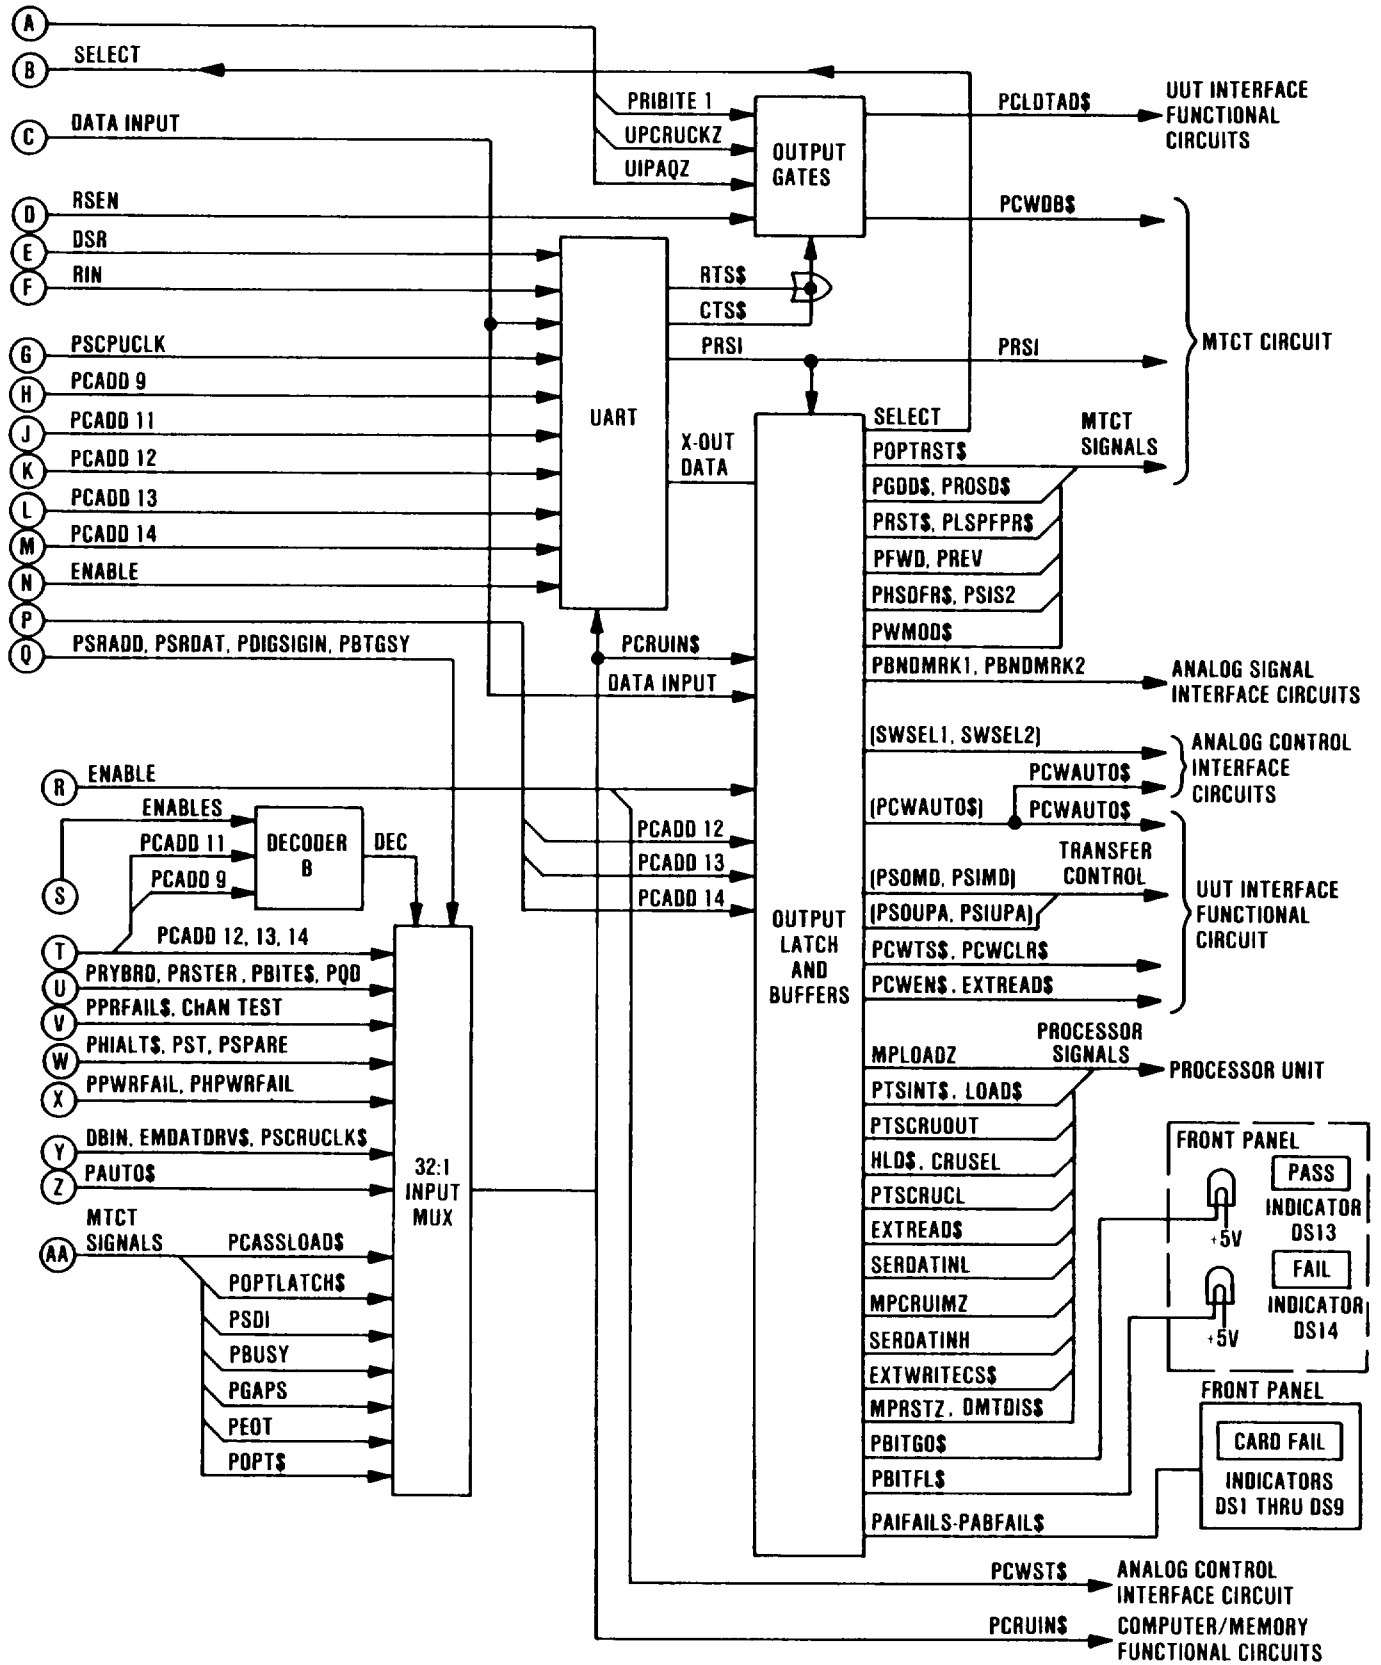 A
B
SELECT
C
DATA INPUT
D
RSEN
E
DSR
F
RIN
G
PSCPUCLK
H
PCADD 9
J
PCADD 11
K
PCADD 12
L
PCADD 13
M
PCADD 14
N
ENABLE
P
Q
PSRADD, PSRDAT, PDIGSIGIN, PBTGSY
R
ENABLE
S
ENABLES
PCADD 11
PCADD 9
DECODER
B
DEC
T
PCADD 12, 13, 14
U
PRYBRD, PRSTER, PBITE$, PQD
V
PPRFAIL$, ChAN TEST
W
PHIALT$, PST, PSPARE
X
PPWRFAIL, PHPWRFAIL
Y
DBIN, EMDATDRV$, PSCRUCLK$
Z
PAUTO$
AA
MTCT
SIGNALS
PCASSLOAD$
POPTLATCH$
PSDI
PBUSY
PGAPS
PEOT
POPT$
32:1
INPUT
MUX
PRIBITE 1
UPCRUCKZ
UIPAQZ
OUTPUT
GATES
PCLDTAD$
UUT INTERFACE
FUNCTIONAL
CIRCUITS
PCWDB$
UART
RTS$
CTS$
PRSI
PRSI
MTCT CIRCUIT
X-OUT
DATA
PCRUIN$
DATA INPUT
PCADD 12
PCADD 13
PCADD 14
OUTPUT
LATCH
AND
BUFFERS
SELECT
POPTRST$
MTCT
SIGNALS
PGDD$, PROSD$
PRST$, PLSPFPR$
PFWD, PREV
PHSDFR$, PSIS2
PWMOD$
PBNDMRK1, PBNDMRK2
ANALOG SIGNAL
INTERFACE CIRCUITS
(SWSEL1, SWSEL2)
PCWAUTO$
ANALOG CONTROL
INTERFACE
CIRCUITS
(PCWAUTO$)
PCWAUTO$
TRANSFER
CONTROL
(PSOMD, PSIMD)
(PSOUPA, PSIUPA)
PCWTS$, PCWCLR$
PCWEN$, EXTREAD$
UUT INTERFACE
FUNCTIONAL
CIRCUIT
PROCESSOR
SIGNALS
MPLOADZ
PROCESSOR UNIT
PTSINT$, LOAD$
PTSCRUOUT
HLD$, CRUSEL
PTSCRUCL
EXTREAD$
SERDATINL
MPCRUIMZ
SERDATINH
EXTWRITECS$
MPRSTZ, DMTDIS$
PBITGO$
PBITFL$
PAIFAILS-PABFAIL$
FRONT PANEL
PASS
INDICATOR
DS13
+5V
FAIL
INDICATOR
DS14
+5V
FRONT PANEL
CARD FAIL
INDICATORS
DS1 THRU DS9
PCWST$
ANALOG CONTROL
INTERFACE CIRCUIT
PCRUIN$
COMPUTER/MEMORY
FUNCTIONAL CIRCUITS